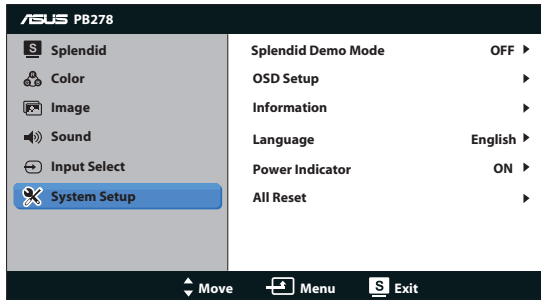 ASUS PB278
S Splendid
Color
Image
Sound
Input Select
System Setup
Splendid Demo Mode OFF
OSD Setup
Information
Language English
Power Indicator ON
All Reset
Move Menu S Exit